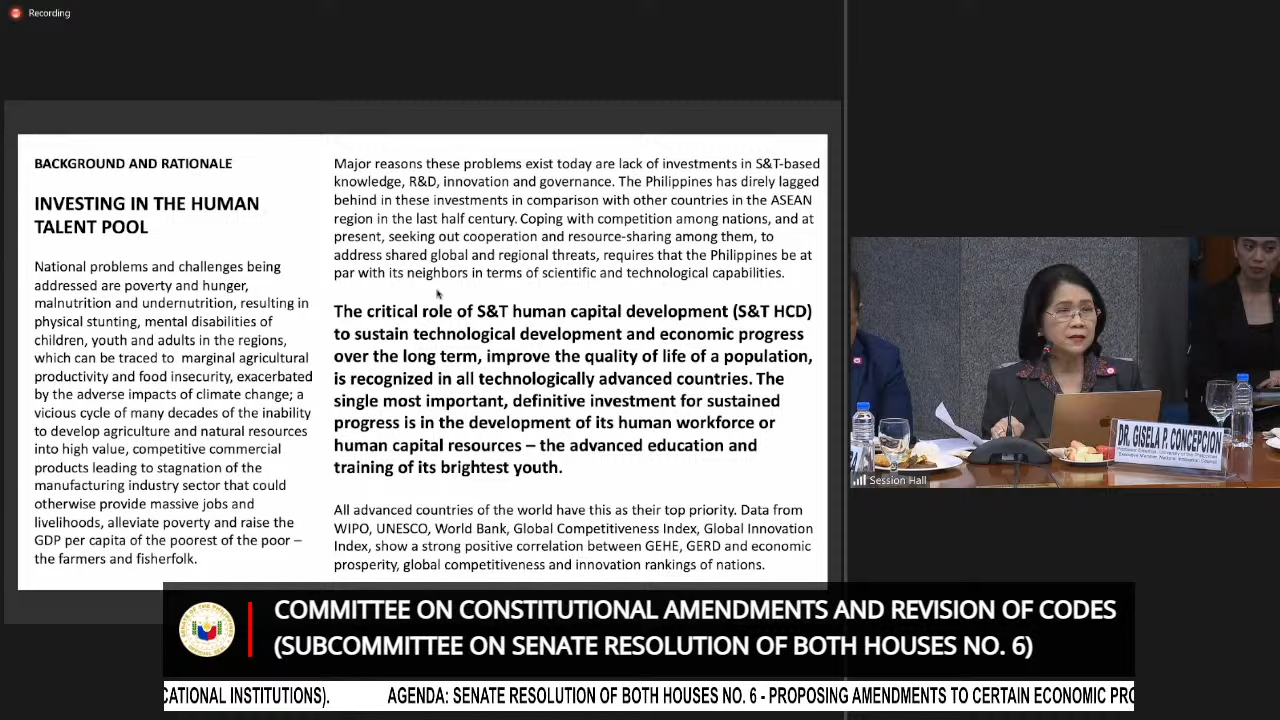 Recording
BACKGROUND AND RATIONALE
INVESTING IN THE HUMAN
TALENT POOL
National problems and challenges being
addressed are poverty and hunger,
malnutrition and undernutrition, resulting in
physical stunting, mental disabilities of
children, youth and adults in the regions,
which can be traced to marginal agricultural
productivity and food insecurity, exacerbated
by the adverse impacts of climate change; a
vicious cycle of many decades of the inability
to develop agriculture and natural resources
into high value, competitive commercial
products leading to stagnation of the
manufacturing industry sector that could
otherwise provide massive jobs and
livelihoods, alleviate poverty and raise the
GDP per capita of the poorest of the poor –
the farmers and fisherfolk.
Major reasons these problems exist today are lack of investments in S&T-based
knowledge, R&D, innovation and governance. The Philippines has direly lagged
behind in these investments in comparison with other countries in the ASEAN
region in the last half century. Coping with competition among nations, and at
present, seeking out cooperation and resource-sharing among them, to
address shared global and regional threats, requires that the Philippines be at
par with its neighbors in terms of scientific and technological capabilities.
The critical role of S&T human capital development (S&T HCD)
to sustain technological development and economic progress
over the long term, improve the quality of life of a population,
is recognized in all technologically advanced countries. The
single most important, definitive investment for sustained
progress is in the development of its human workforce or
human capital resources – the advanced education and
training of its brightest youth.
All advanced countries of the world have this as their top priority. Data from
WIPO, UNESCO, World Bank, Global Competitiveness Index, Global Innovation
Index, show a strong positive correlation between GEHE, GERD and economic
prosperity, global competitiveness and innovation rankings of nations.
DR. GISELA P. CONCEPCION
Session Hall
COMMITTEE ON CONSTITUTIONAL AMENDMENTS AND REVISION OF CODES
(SUBCOMMITTEE ON SENATE RESOLUTION OF BOTH HOUSES NO. 6)
CATIONAL INSTITUTIONS). AGENDA: SENATE RESOLUTION OF BOTH HOUSES NO. 6 - PROPOSING AMENDMENTS TO CERTAIN ECONOMIC PRO